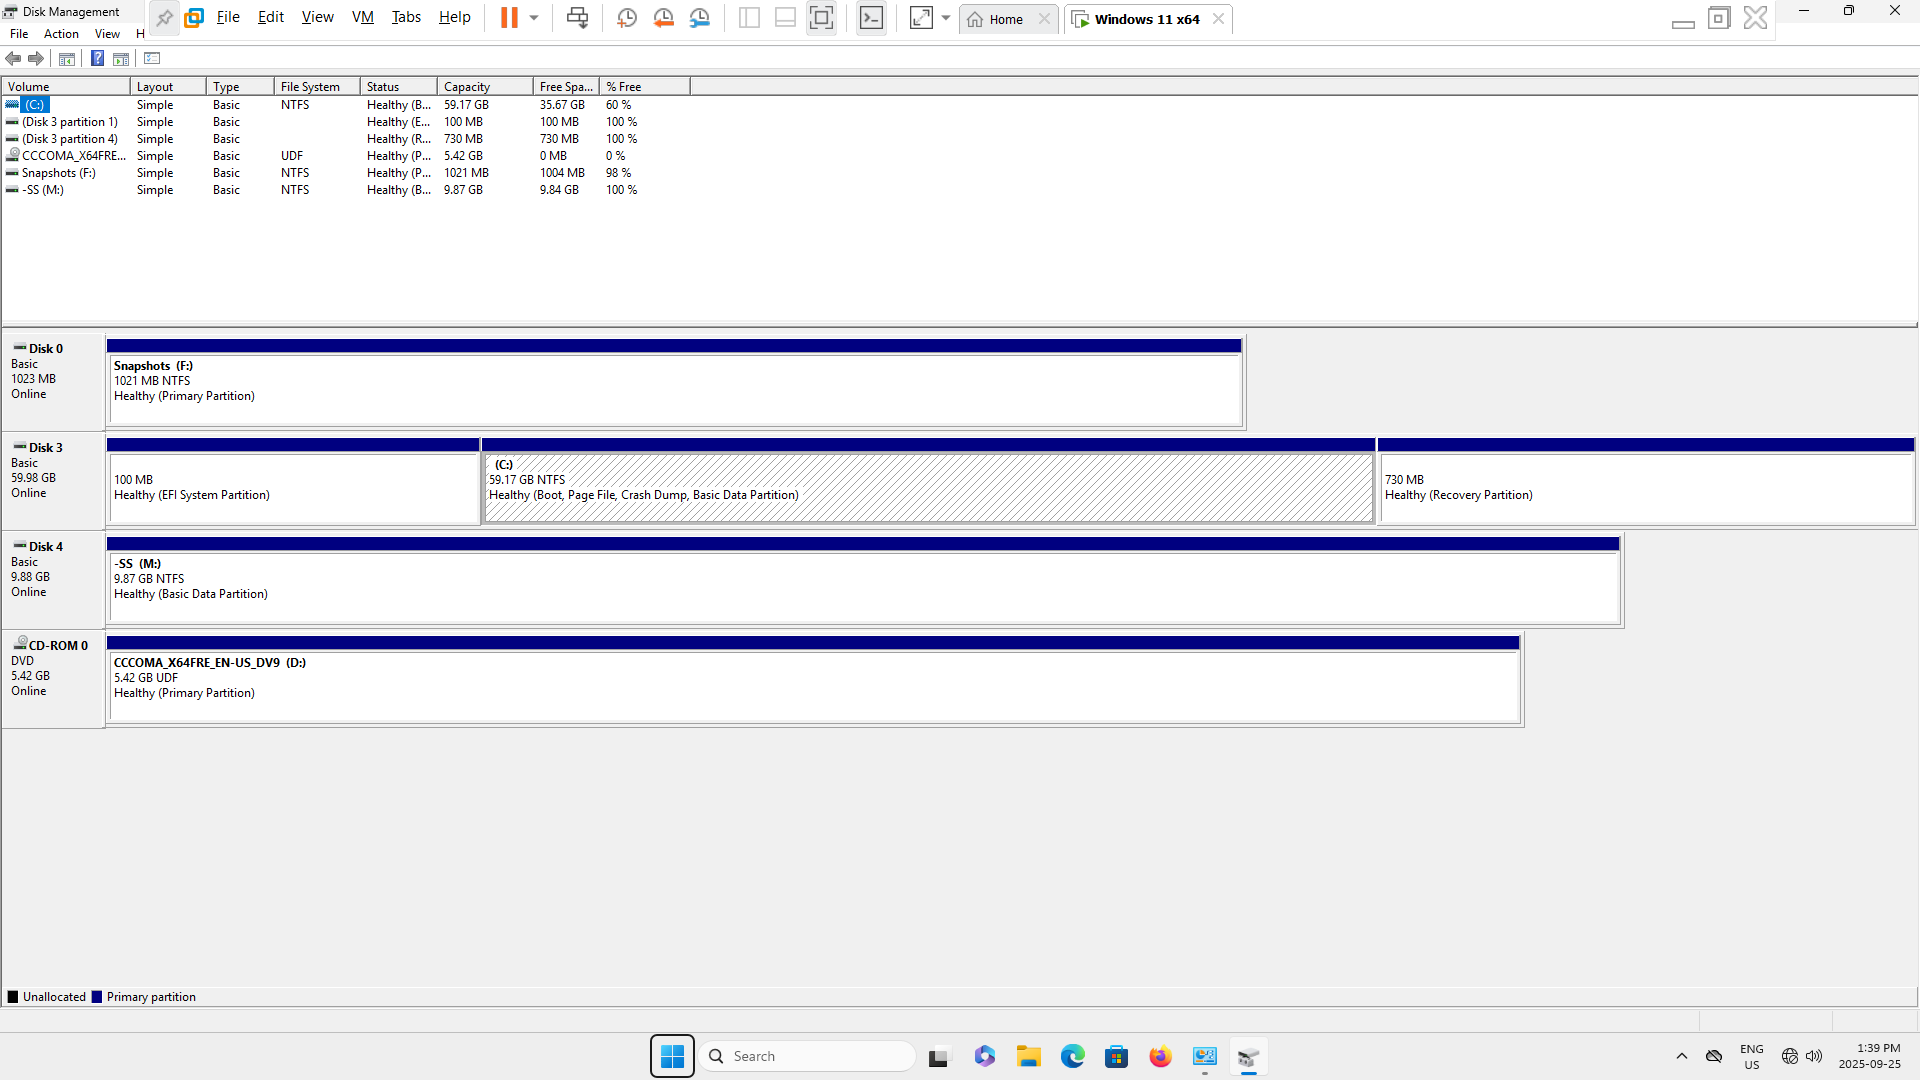 Disk Management
File Edit View VM Tabs Help
Home
Windows 11 x64
File Action View H
Volume Layout Type File System Status Capacity Free Spa... % Free
(C:) Simple Basic NTFS Healthy (B... 59.17 GB 35.67 GB 60 %
(Disk 3 partition 1) Simple Basic Healthy (E... 100 MB 100 MB 100 %
(Disk 3 partition 4) Simple Basic Healthy (R... 730 MB 730 MB 100 %
CCCOMA_X64FRE... Simple Basic UDF Healthy (P... 5.42 GB 0 MB 0 %
Snapshots (F:) Simple Basic NTFS Healthy (P... 1021 MB 1004 MB 98 %
-SS (M:) Simple Basic NTFS Healthy (B... 9.87 GB 9.84 GB 100 %
Disk 0
Basic
1023 MB
Online
Snapshots (F:)
1021 MB NTFS
Healthy (Primary Partition)
Disk 3
Basic
59.98 GB
Online
100 MB
Healthy (EFI System Partition)
(C:)
59.17 GB NTFS
Healthy (Boot, Page File, Crash Dump, Basic Data Partition)
730 MB
Healthy (Recovery Partition)
Disk 4
Basic
9.88 GB
Online
-SS (M:)
9.87 GB NTFS
Healthy (Basic Data Partition)
CD-ROM 0
DVD
5.42 GB
Online
CCCOMA_X64FRE_EN-US_DV9 (D:)
5.42 GB UDF
Healthy (Primary Partition)
Unallocated Primary partition
Search
ENG
US
1:39 PM
2025-09-25